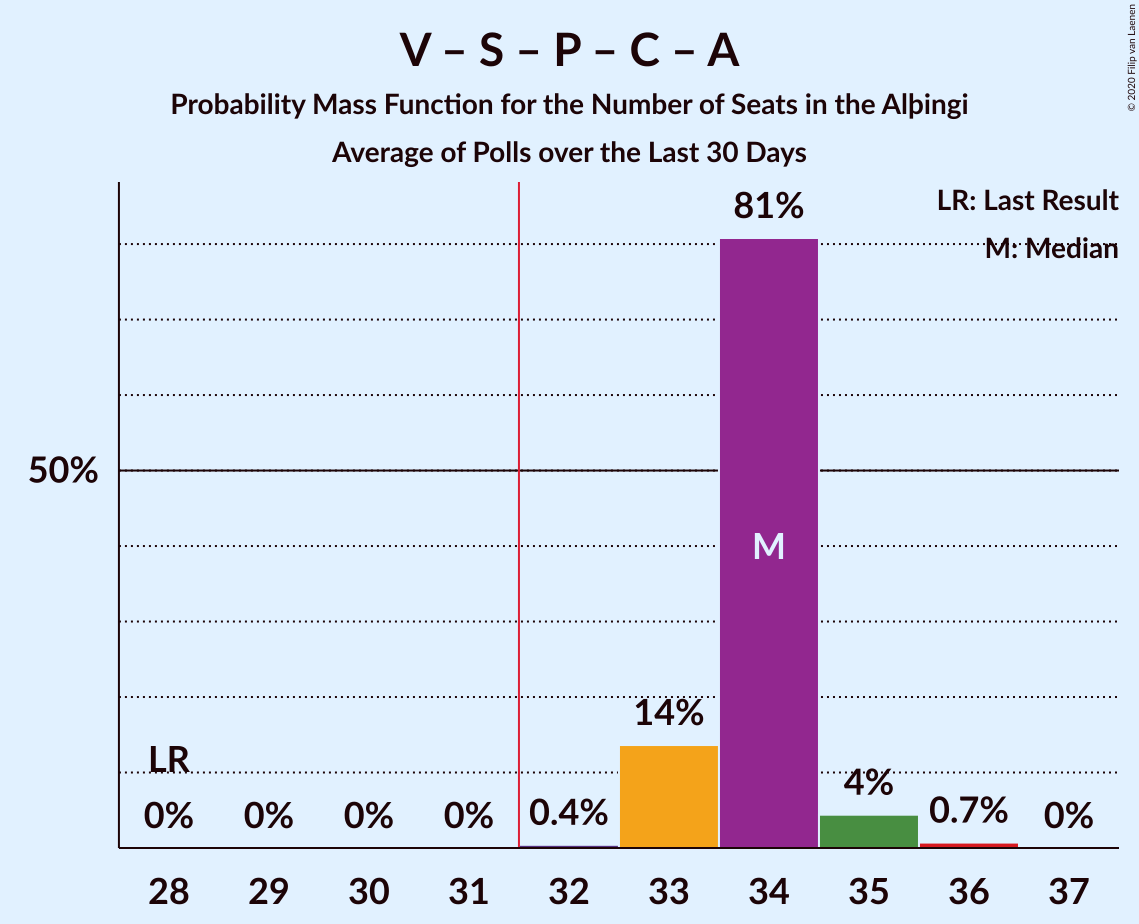 V – S – P – C – A
Probability Mass Function for the Number of Seats in the Alþingi
Average of Polls over the Last 30 Days
© 2020 Filip van Laenen
LR: Last Result
M: Median
81%
50%
M
14%
LR
4%
0%
0%
0%
0%
0.4%
0.7%
0%
28 29 30 31 32 33 34 35 36 37